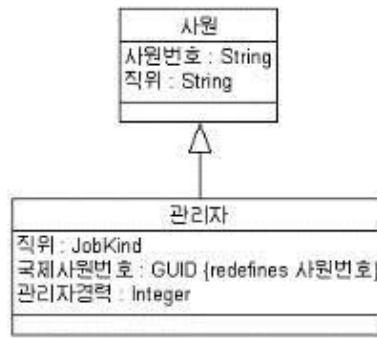 사원
사원번호 : String
직위 : String
관리자
직위 : JobKind
국제사원번호 : GUID {redefines 사원번호}
관리자경력 : Integer